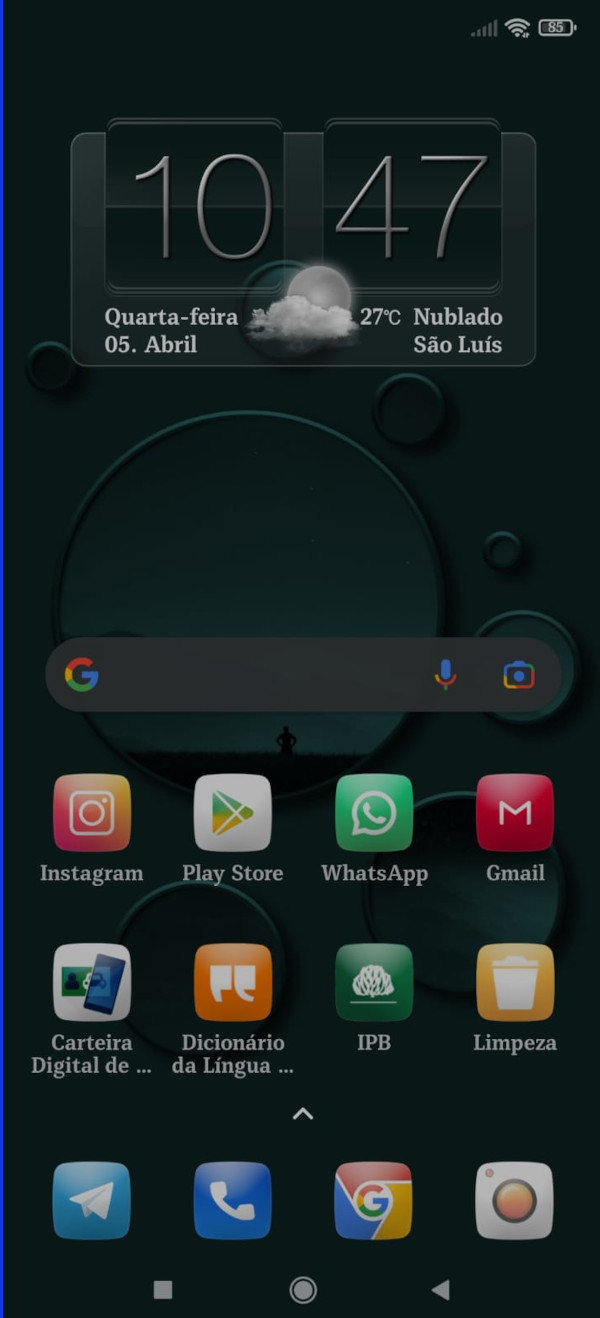 85
10 47
Quarta-feira 27°C Nublado
05. Abril São Luís
Instagram Play Store WhatsApp Gmail
Carteira Dicionário IPB Limpeza
Digital de ... da Língua ...